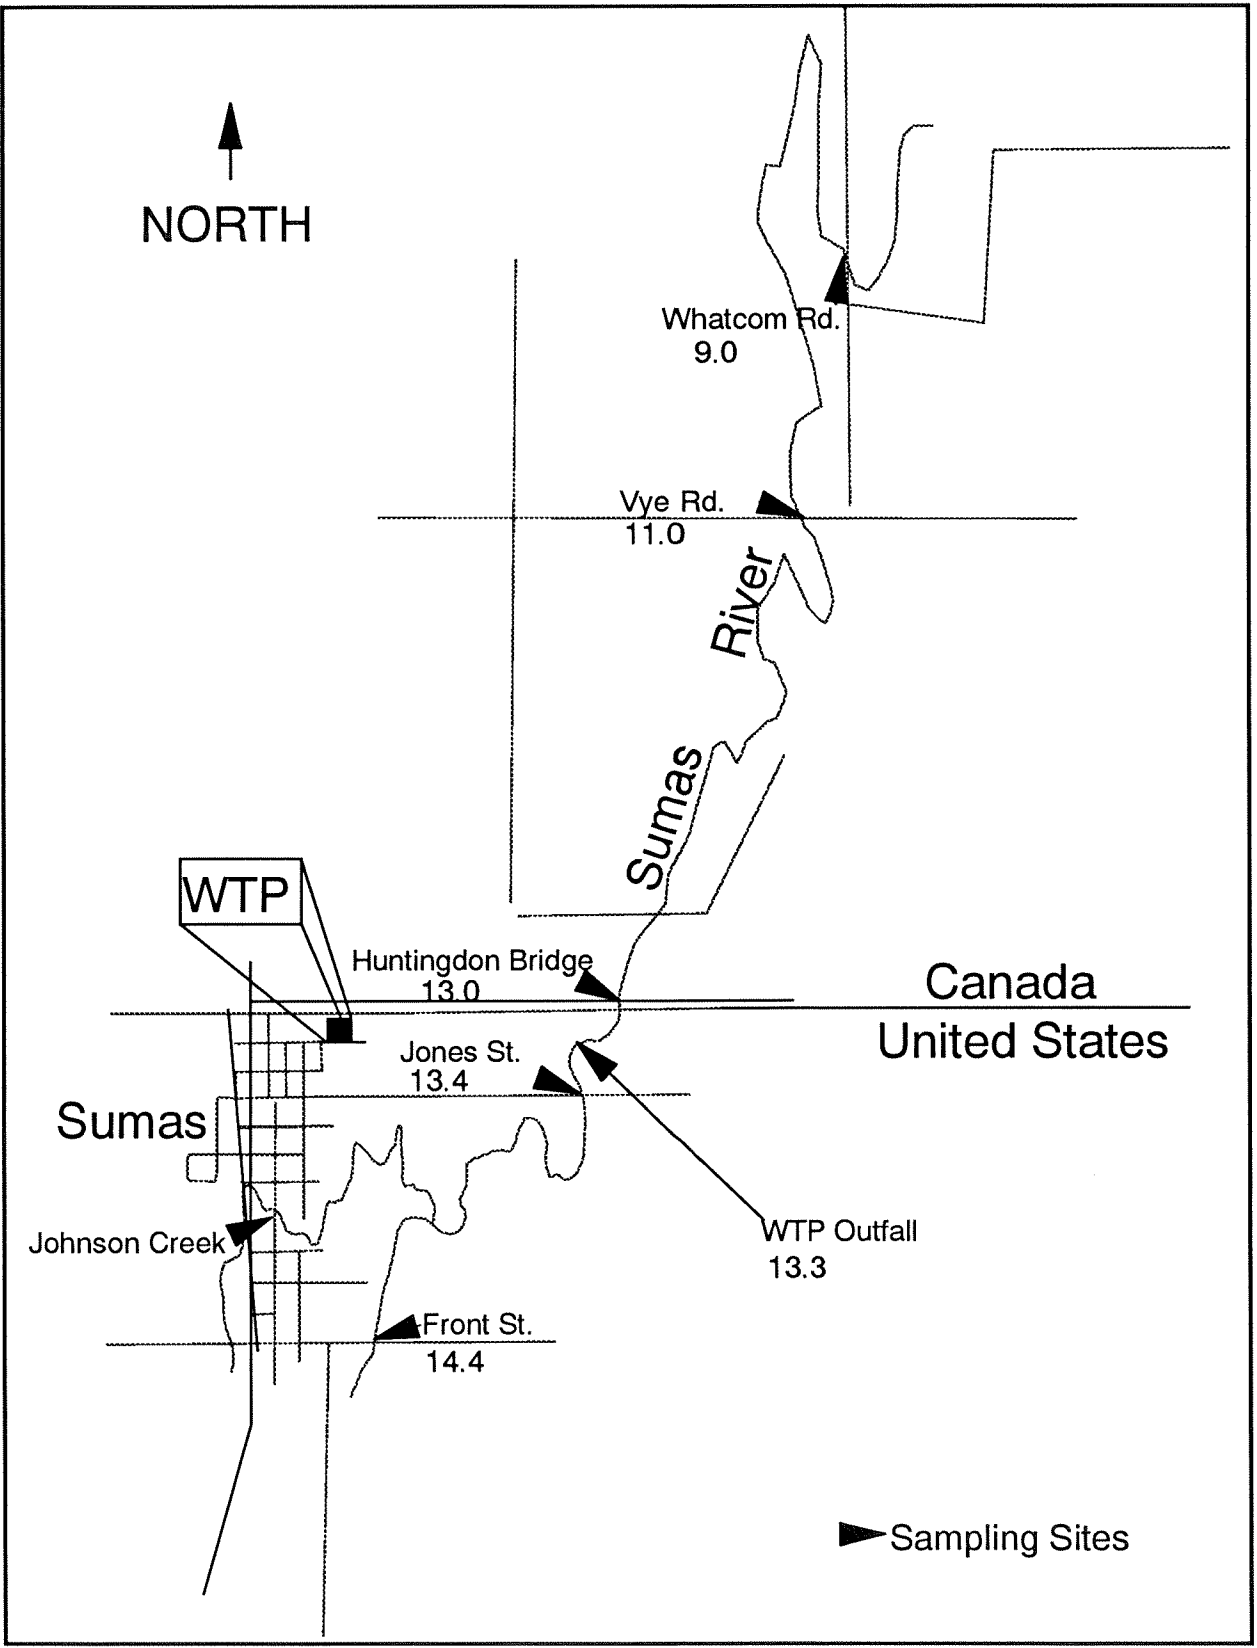 NORTH
Whatcom Rd.
9.0
Vye Rd.
11.0
River
Sumas
WTP
Huntingdon Bridge
13.0
Canada
United States
Jones St.
13.4
Sumas
WTP Outfall
13.3
Johnson Creek
Front St.
14.4
Sampling Sites